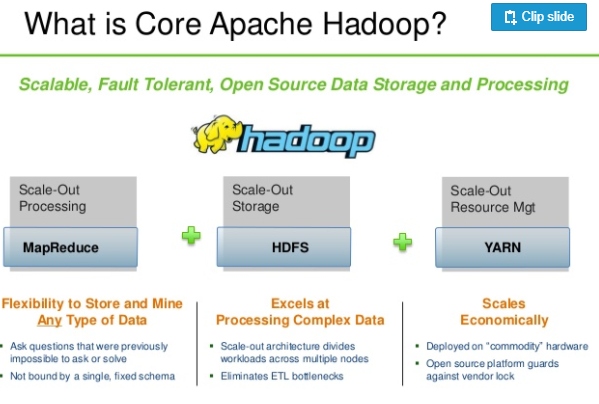 What is Core Apache Hadoop?
Clip slide
Scalable, Fault Tolerant, Open Source Data Storage and Processing
hadoop
Scale-Out
Processing
MapReduce
Scale-Out
Storage
HDFS
Scale-Out
Resource Mgt
YARN
Flexibility to Store and Mine
Any Type of Data
▪ Ask questions that were previously
impossible to ask or solve
▪ Not bound by a single, fixed schema
Excels at
Processing Complex Data
▪ Scale-out architecture divides
workloads across multiple nodes
▪ Eliminates ETL bottlenecks
Scales
Economically
▪ Deployed on "commodity" hardware
▪ Open source platform guards
against vendor lock